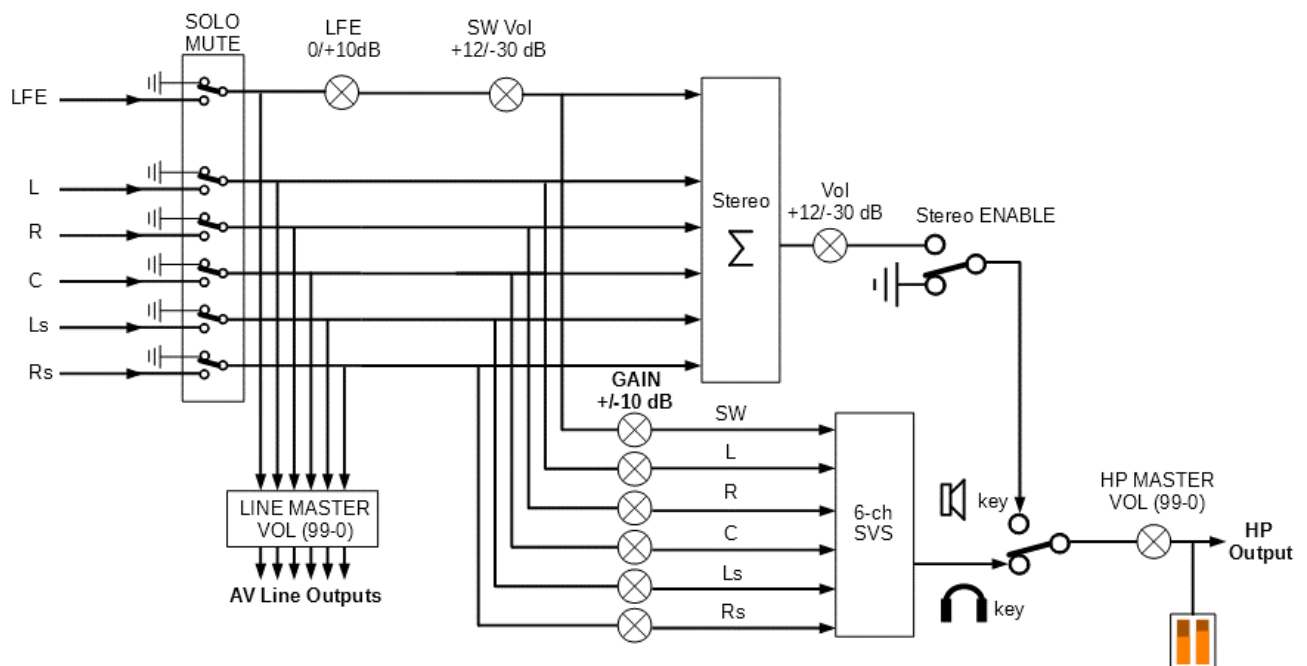 SOLO
MUTE
LFE
0/+10dB
SW Vol
+12/-30 dB
LFE
L
R
C
Ls
Rs
Stereo
Σ
Vol
+12/-30 dB
Stereo ENABLE
GAIN
+/-10 dB
SW
L
R
C
Ls
Rs
6-ch
SVS
LINE MASTER
VOL (99-0)
AV Line Outputs
key
key
HP MASTER
VOL (99-0)
HP
Output